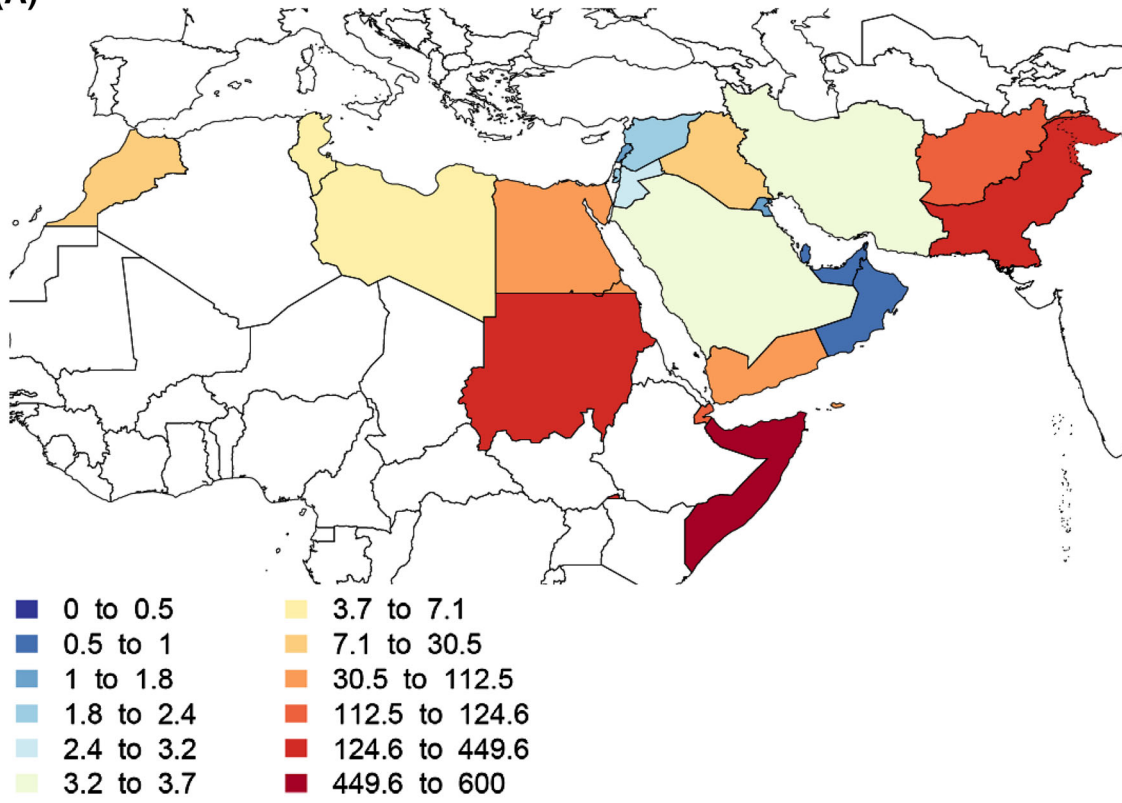 (A)
0 to 0.5
0.5 to 1
1 to 1.8
1.8 to 2.4
2.4 to 3.2
3.2 to 3.7
3.7 to 7.1
7.1 to 30.5
30.5 to 112.5
112.5 to 124.6
124.6 to 449.6
449.6 to 600